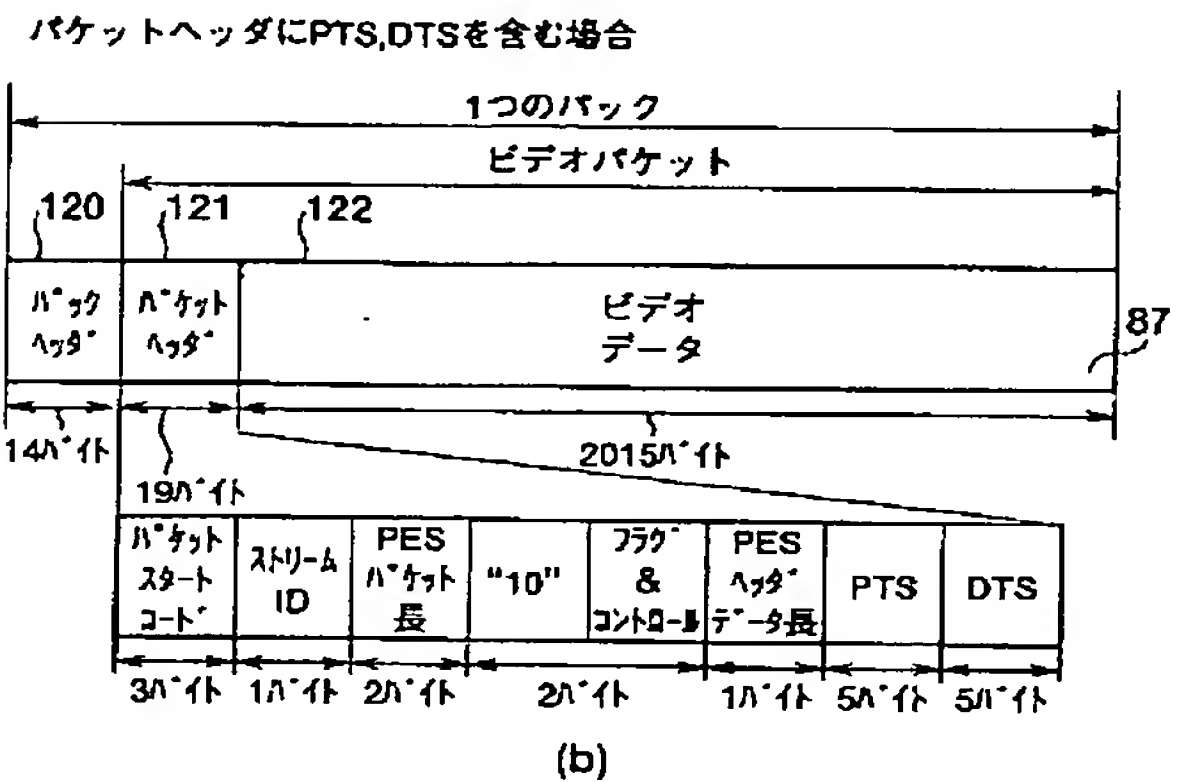 パケットヘッダにPTS,DTSを含む場合
1つのパック
ビデオパケット
120
121
122
パック
ヘッダ
パケット
ヘッダ
ビデオ
データ
87
14バイト
19バイト
2015バイト
パケット
スタート
コード
ストリーム
ID
PES
パケット
長
“10”
フラグ
&
コントロール
PES
ヘッダ
データ長
PTS
DTS
3バイト
1バイト
2バイト
2バイト
1バイト
5バイト
5バイト
(b)